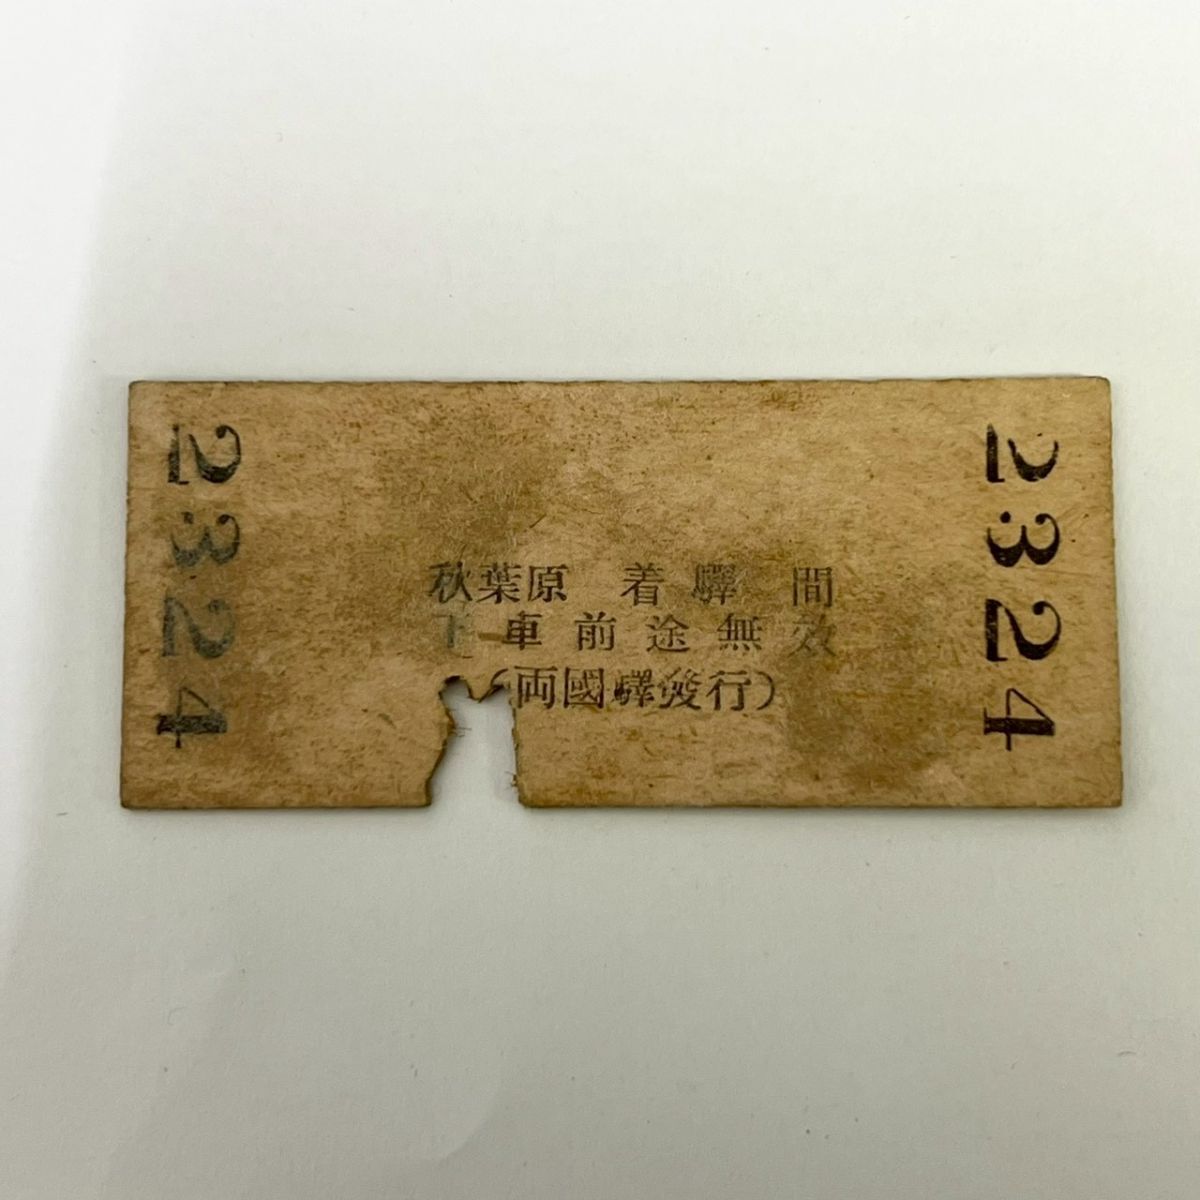 2324
秋葉原 着驛 間
下車前途無效
(両國驛發行)
2324